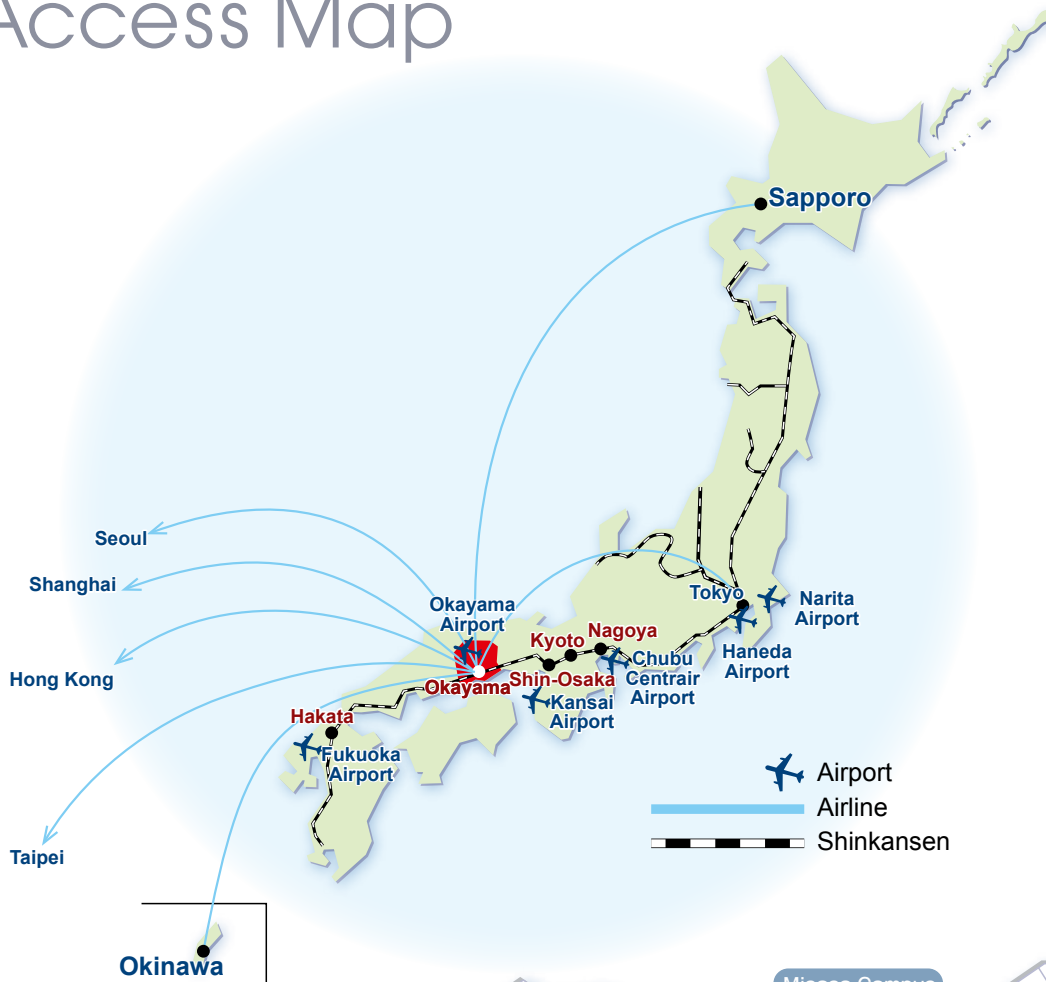 Access Map
Sapporo
Seoul
Shanghai
Hong Kong
Taipei
Okinawa
Okayama
Airport
Okayama
Hakata
Fukuoka
Airport
Kyoto
Nagoya
Shin-Osaka
Kansai
Airport
Chubu
Centrair
Airport
Tokyo
Narita
Airport
Haneda
Airport
Airport
Airline
Shinkansen